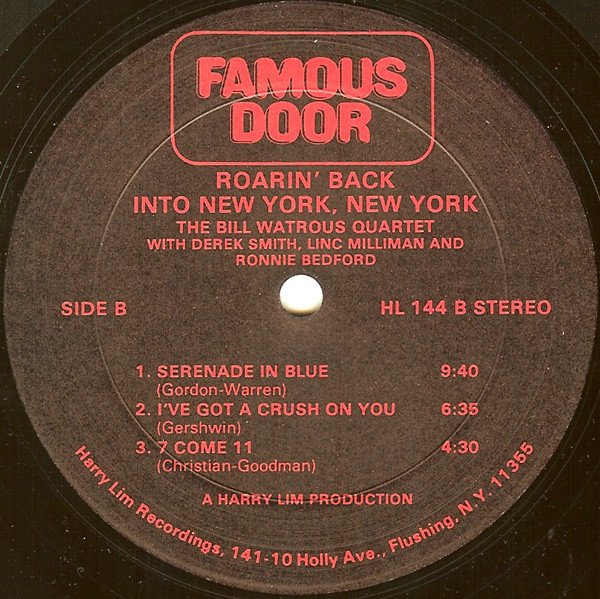 FAMOUS
DOOR
ROARIN' BACK
INTO NEW YORK, NEW YORK
THE BILL WATROUS QUARTET
WITH DEREK SMITH, LINC MILLIMAN AND
RONNIE BEDFORD
SIDE B HL 144 B STEREO
1. SERENADE IN BLUE 9:40
(Gordon-Warren)
2. I'VE GOT A CRUSH ON YOU 6:35
(Gershwin)
3. 7 COME 11 4:30
(Christian-Goodman)
A HARRY LIM PRODUCTION
Harry Lim Recordings, 141-10 Holly Ave., Flushing, N.Y. 11355